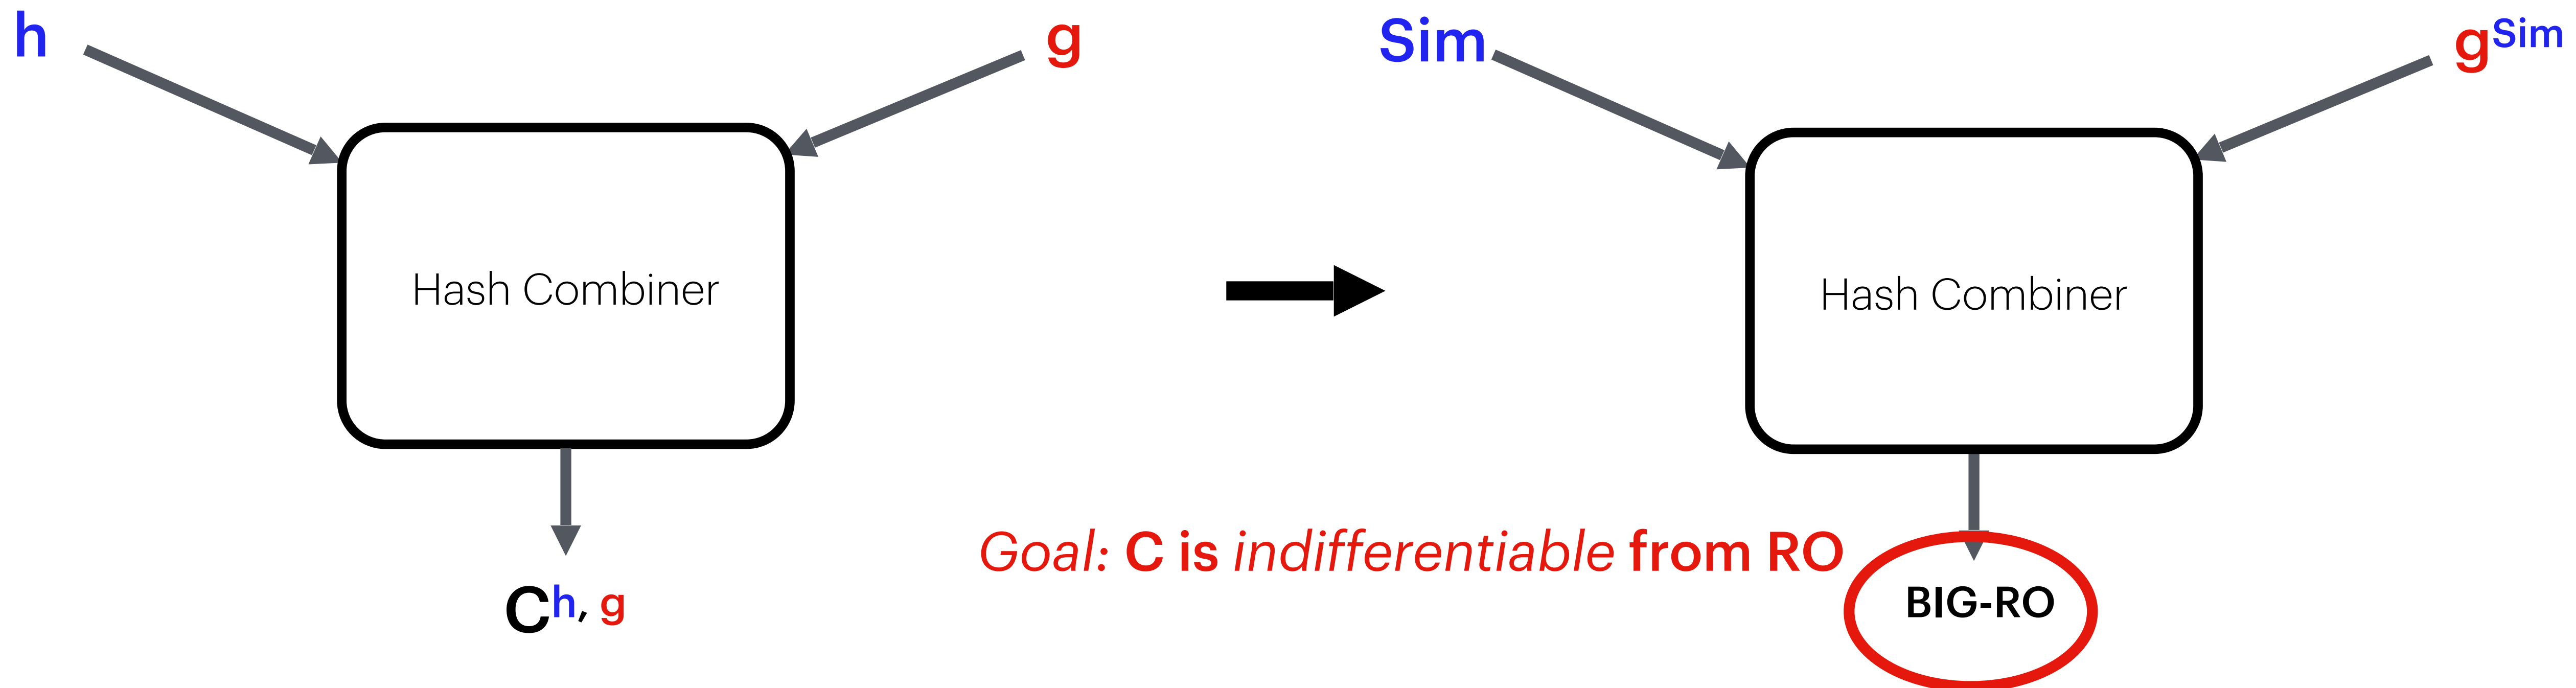 h
g
Sim
g^Sim
Hash Combiner
Hash Combiner
Goal: C is indifferentiable from RO
C^h, g
BIG-RO